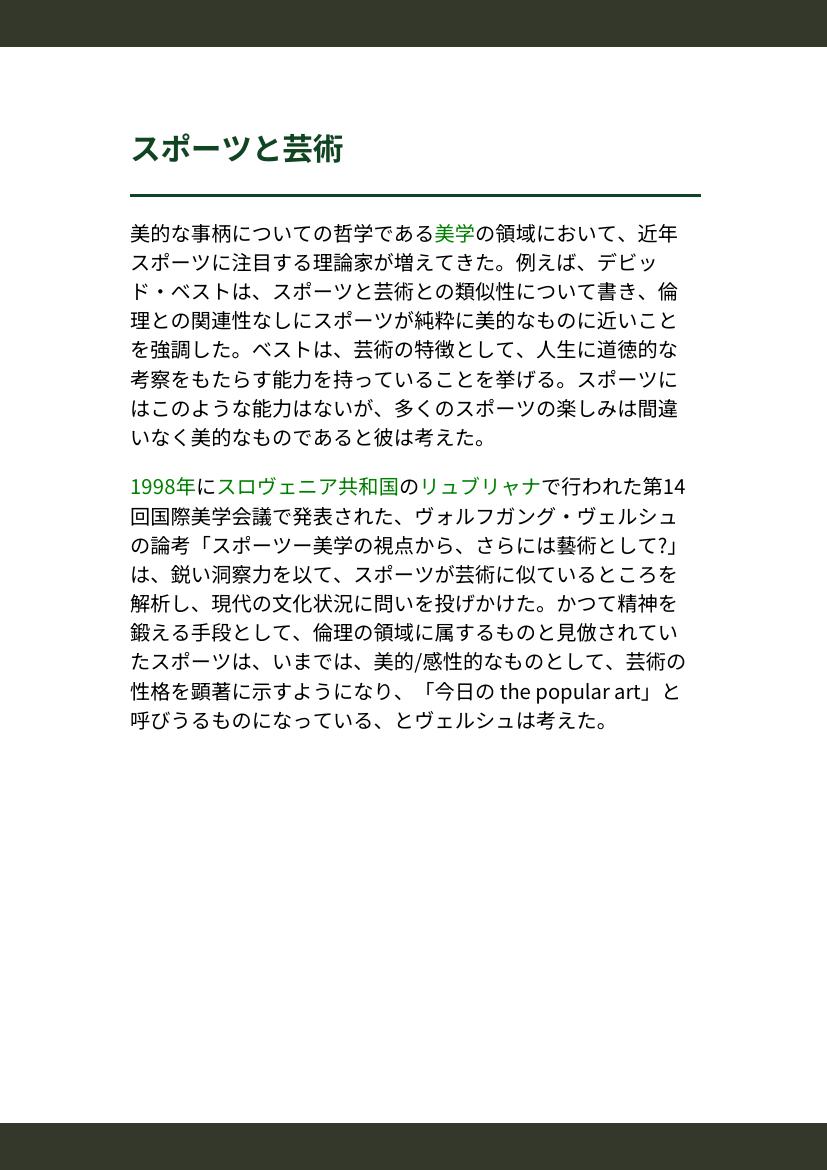 スポーツと芸術
美的な事柄についての哲学である美学の領域において、近年
スポーツに注目する理論家が増えてきた。例えば、デビッ
ド・ベストは、スポーツと芸術との類似性について書き、倫
理との関連性なしにスポーツが純粋に美的なものに近いこと
を強調した。ベストは、芸術の特徴として、人生に道徳的な
考察をもたらす能力を持っていることを挙げる。スポーツに
はこのような能力はないが、多くのスポーツの楽しみは間違
いなく美的なものであると彼は考えた。
1998年にスロヴェニア共和国のリュブリャナで行われた第14
回国際美学会議で発表された、ヴォルフガング・ヴェルシュ
の論考「スポーツー美学の視点から、さらには藝術として?」
は、鋭い洞察力を以て、スポーツが芸術に似ているところを
解析し、現代の文化状況に問いを投げかけた。かつて精神を
鍛える手段として、倫理の領域に属するものと見倣されてい
たスポーツは、いまでは、美的/感性的なものとして、芸術の
性格を顕著に示すようになり、「今日の the popular art」と
呼びうるものになっている、とヴェルシュは考えた。